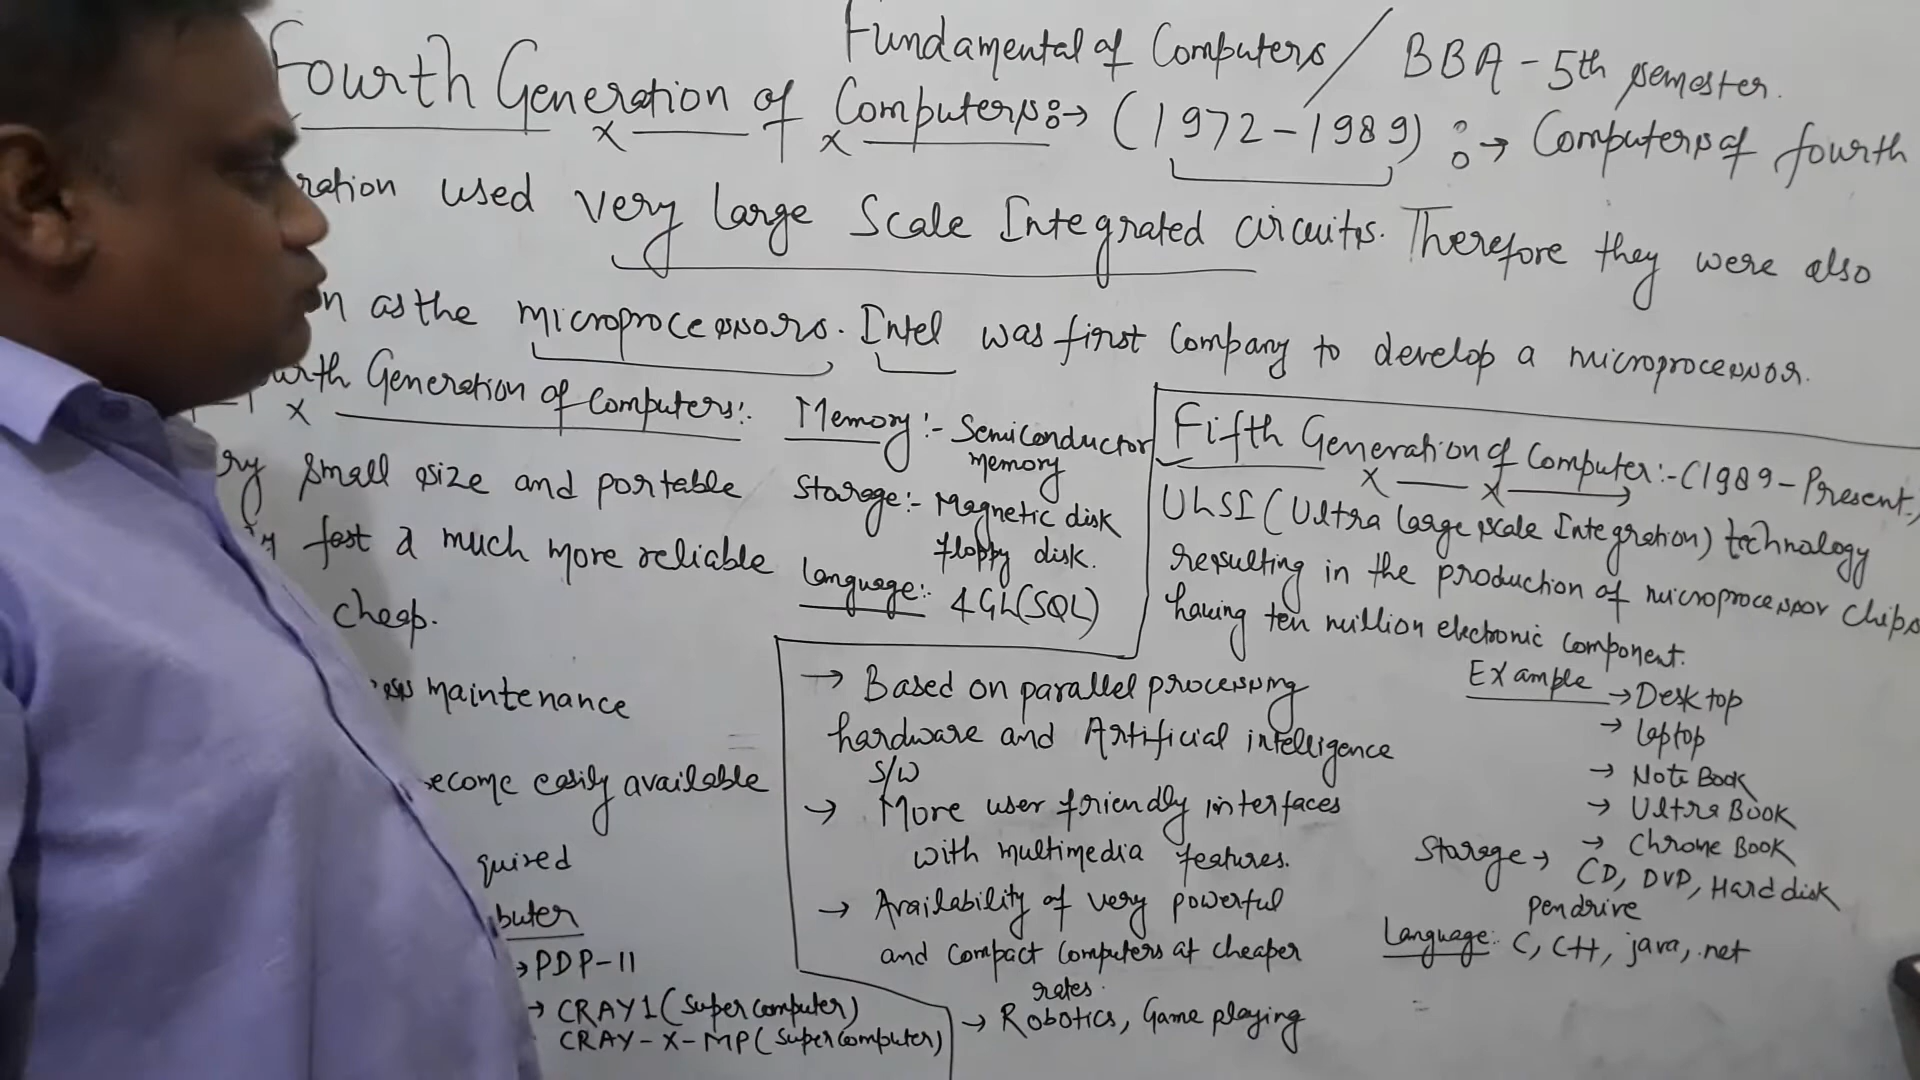 Fundamental of Computers / BBA - 5th semester.
Fourth Generation of Computers:→ (1972-1989) :→ Computers of fourth
ration used very large Scale Integrated circuits. Therefore they were also
n as the microprocessors. Intel was first Company to develop a microprocessor.
urth Generation of Computers:.
ry small size and portable
fast & much more reliable
cheap.
ess maintenance
ecome easily available
quired
buter
→ PDP-11
→ CRAY 1 (Super computer)
CRAY-X-MP (Super computer)
Memory:- Semiconductor
memory
Storage:- Magnetic disk
floppy disk.
Language:- 4GL(SQL)
Fifth Generation of Computer:- (1989-Present)
ULSI (Ultra large scale Integration) technology
resulting in the production of microprocessor chips
having ten million electronic component.
→ Based on parallel processing
hardware and Artificial intelligence
S/W
→ More user friendly interfaces
with multimedia features.
→ Availability of very powerful
and Compact Computers at cheaper
rates.
→ Robotics, Game playing
Example → Desktop
→ laptop
→ Note Book
→ Ultra Book
→ Chrome Book
Storage → CD, DVD, Hard disk
Pendrive
Language: C, C++, java, .net